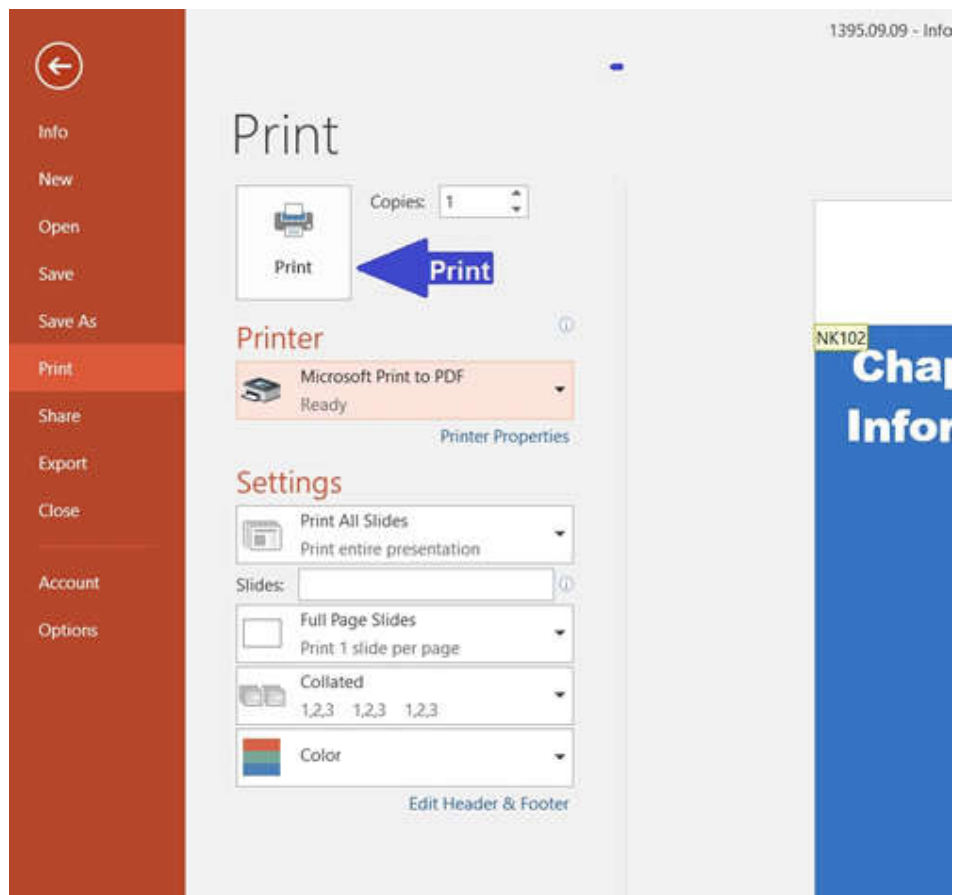 1395.09.09 - Info
Info
New
Open
Save
Save As
Print
Share
Export
Close
Account
Options
Print
Copies: 1
Print
Print
Printer
Microsoft Print to PDF
Ready
Printer Properties
Settings
Print All Slides
Print entire presentation
Slides:
Full Page Slides
Print 1 slide per page
Collated
1,2,3 1,2,3 1,2,3
Color
Edit Header & Footer
NK102
Chap
Infor